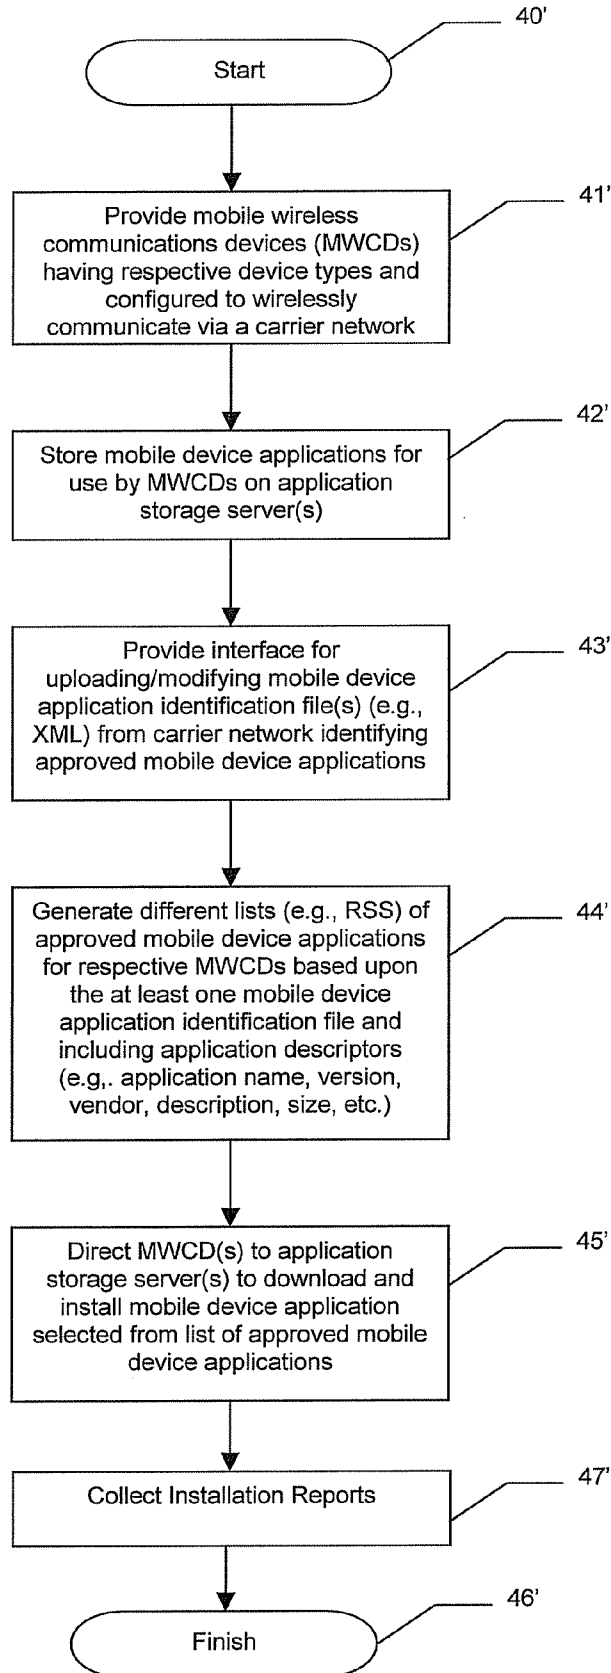 40'
Start
41'
Provide mobile wireless
communications devices (MWCDs)
having respective device types and
configured to wirelessly
communicate via a carrier network
42'
Store mobile device applications for
use by MWCDs on application
storage server(s)
43'
Provide interface for
uploading/modifying mobile device
application identification file(s) (e.g.,
XML) from carrier network identifying
approved mobile device applications
44'
Generate different lists (e.g., RSS) of
approved mobile device applications
for respective MWCDs based upon
the at least one mobile device
application identification file and
including application descriptors
(e.g,. application name, version,
vendor, description, size, etc.)
45'
Direct MWCD(s) to application
storage server(s) to download and
install mobile device application
selected from list of approved mobile
device applications
47'
Collect Installation Reports
46'
Finish